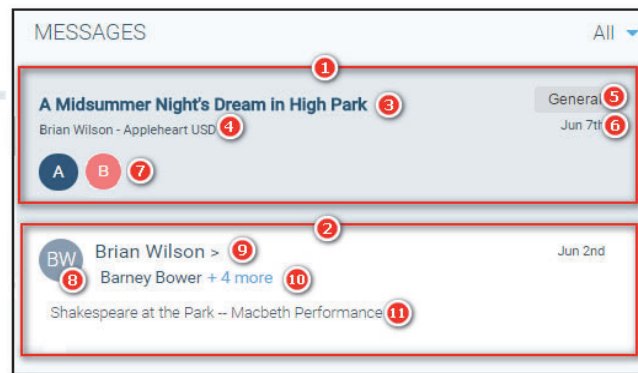 MESSAGES All
1
A Midsummer Night's Dream in High Park 3 General 5
Brian Wilson - Appleheart USD 4 Jun 7th 6
A B 7
2
BW Brian Wilson > 9 Jun 2nd
8 Barney Bower + 4 more 10
Shakespeare at the Park -- Macbeth Performance 11